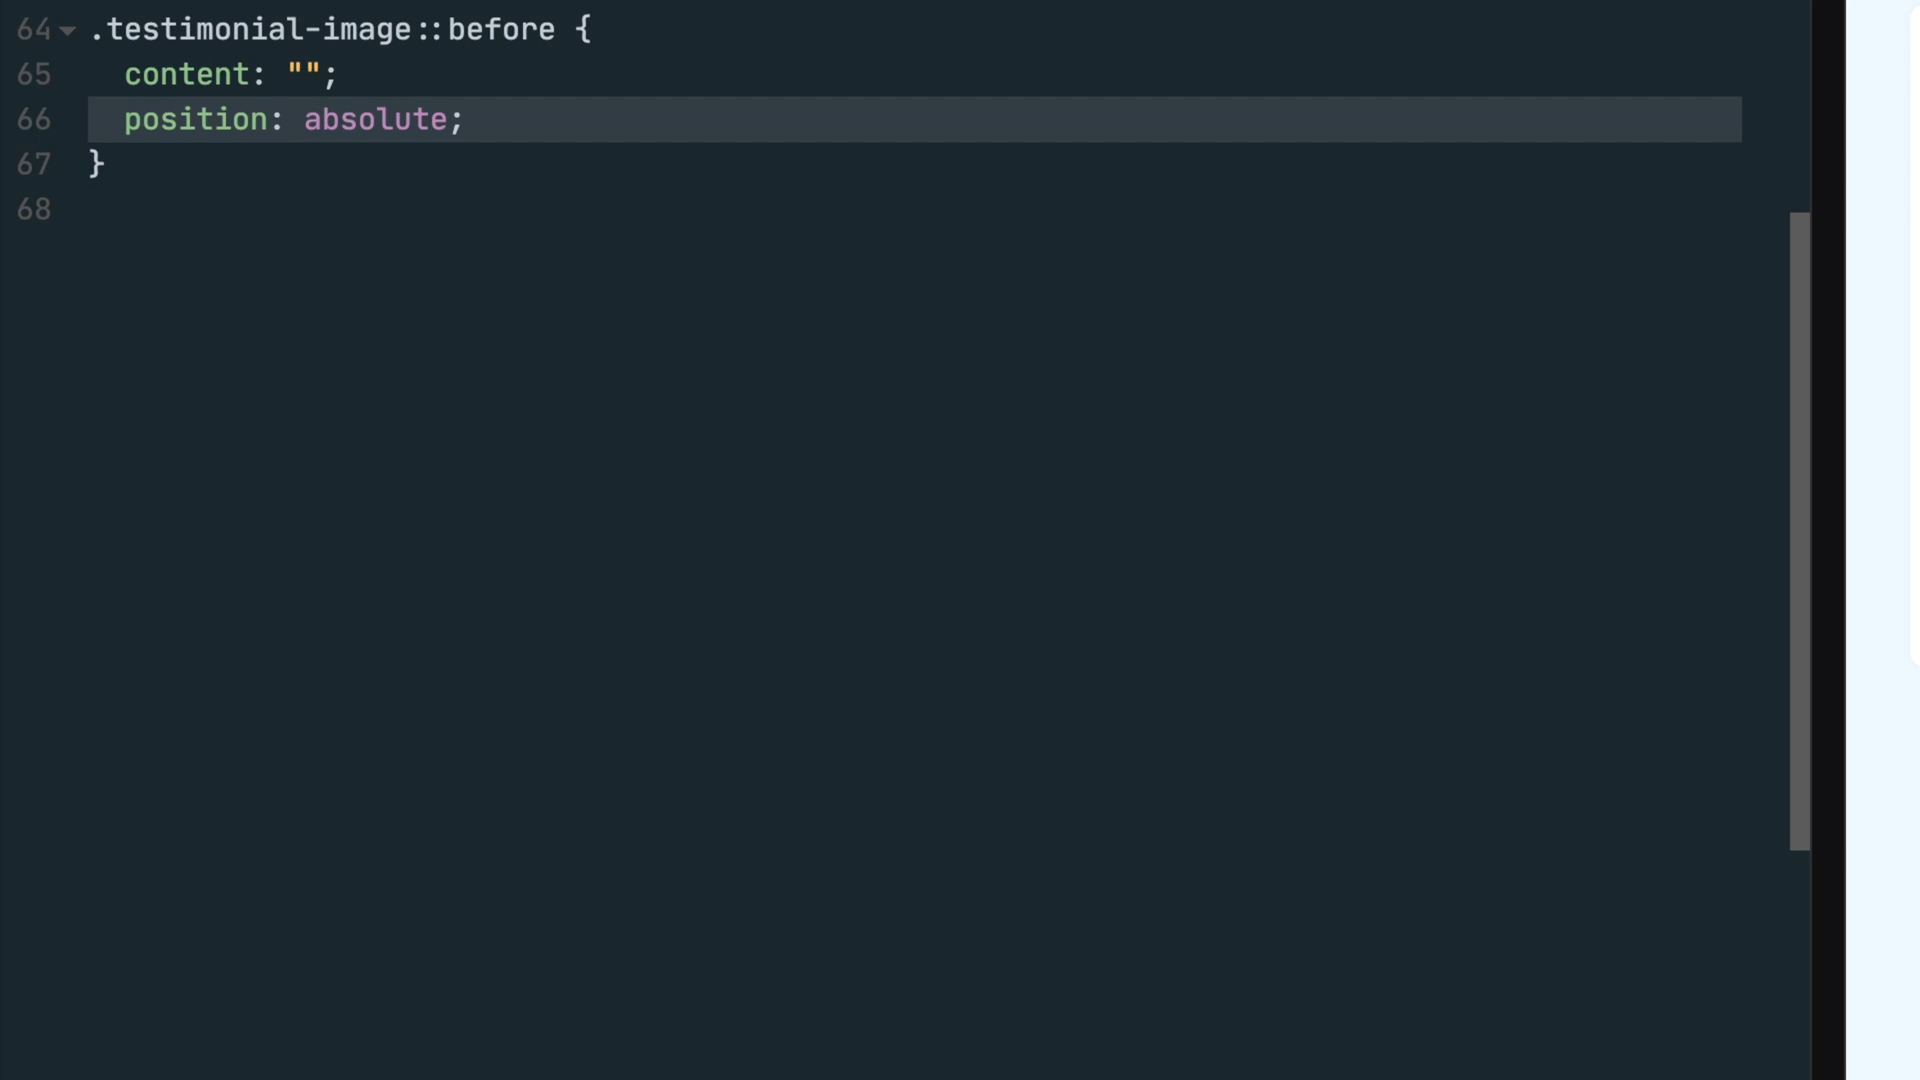 64 .testimonial-image::before {
65 content: "";
66 position: absolute;
67 }
68